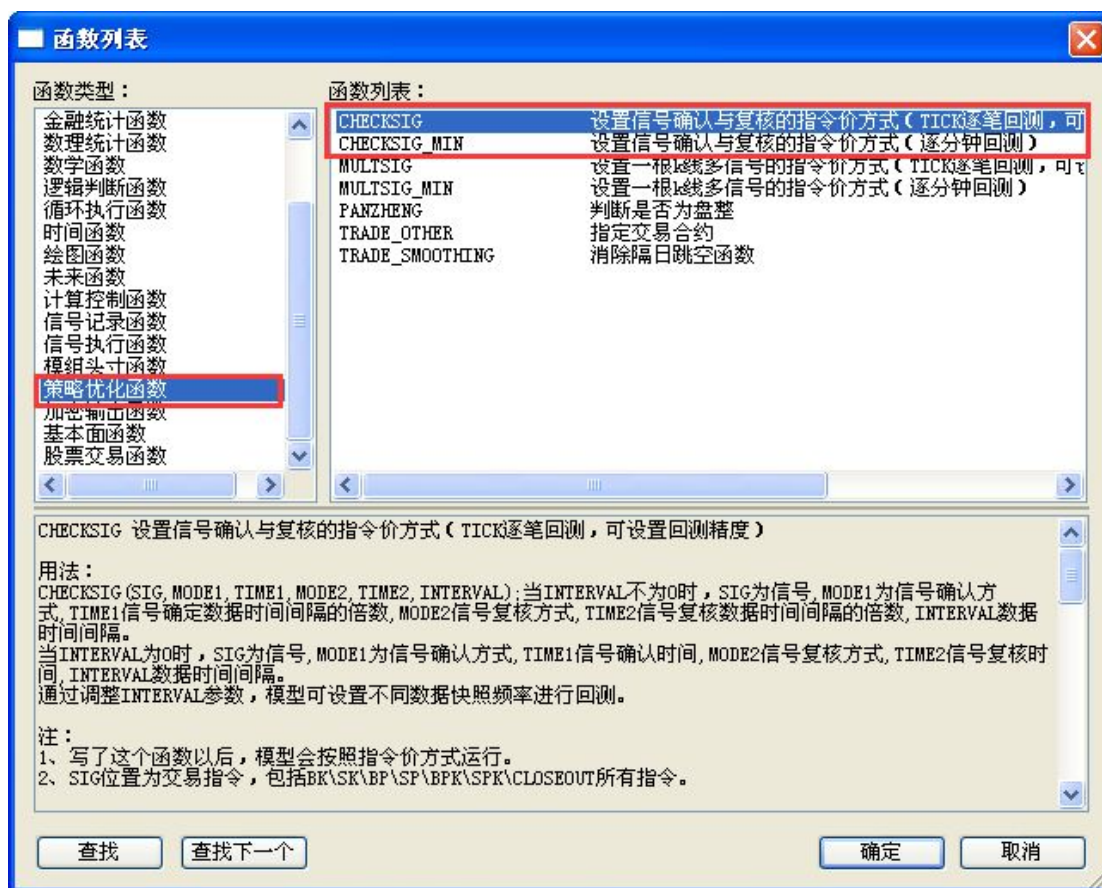 函数列表
函数类型：
函数列表：
金融统计函数
数理统计函数
数学函数
逻辑判断函数
循环执行函数
时间函数
绘图函数
未来函数
计算控制函数
信号记录函数
信号执行函数
模组头寸函数
策略优化函数
加密输出函数
基本面函数
股票交易函数
CHECKSIG 设置信号确认与复核的指令价方式(TICK逐笔回测，可
CHECKSIG_MIN 设置信号确认与复核的指令价方式(逐分钟回测)
MULTSIG 设置一根k线多信号的指令价方式(TICK逐笔回测，可
MULTSIG_MIN 设置一根k线多信号的指令价方式(逐分钟回测)
PANZHENG 判断是否为盘整
TRADE_OTHER 指定交易合约
TRADE_SMOOTHING 消除隔日跳空函数
CHECKSIG 设置信号确认与复核的指令价方式(TICK逐笔回测，可设置回测精度)
用法：
CHECKSIG(SIG,MODE1,TIME1,MODE2,TIME2,INTERVAL);当INTERVAL不为0时，SIG为信号,MODE1为信号确认方
式,TIME1信号确定数据时间间隔的倍数,MODE2信号复核方式,TIME2信号复核数据时间间隔的倍数,INTERVAL数据
时间间隔。
当INTERVAL为0时，SIG为信号,MODE1为信号确认方式,TIME1信号确认时间,MODE2信号复核方式,TIME2信号复核时
间,INTERVAL数据时间间隔。
通过调整INTERVAL参数，模型可设置不同数据快照频率进行回测。
注：
1、写了这个函数以后，模型会按照指令价方式运行。
2、SIG位置为交易指令，包括BK\SK\BP\SP\BPK\SPK\CLOSEOUT所有指令。
查找
查找下一个
确定
取消